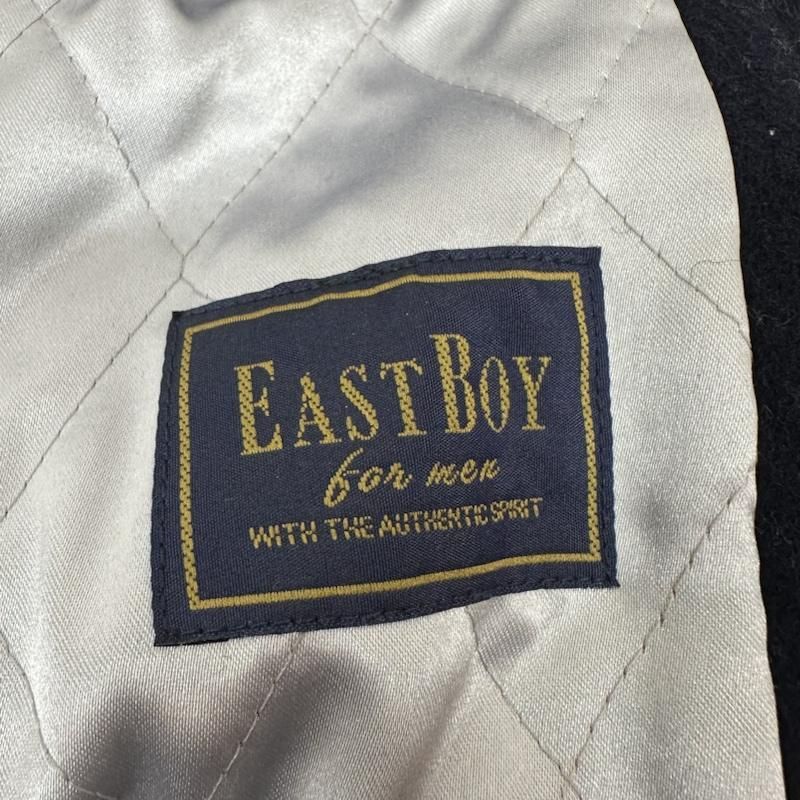 EAST BOY
for men
WITH THE AUTHENTIC SPIRIT